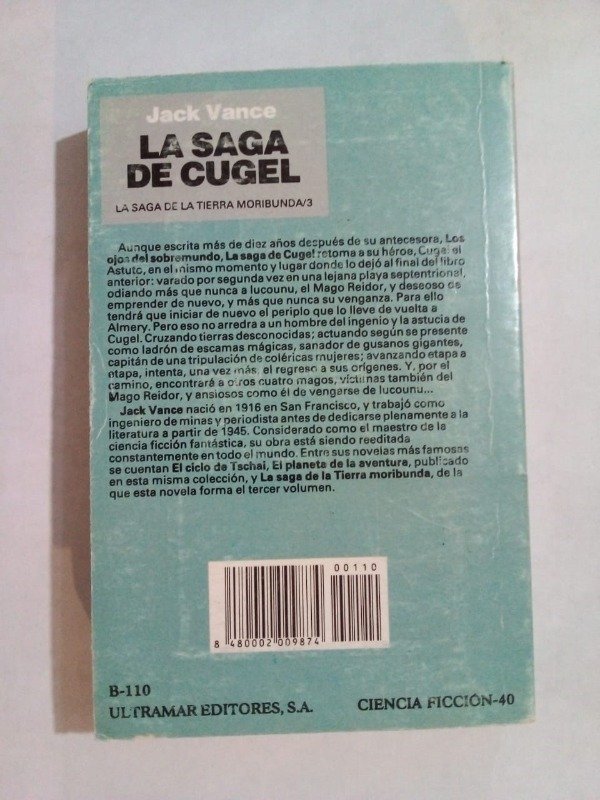 Jack Vance
LA SAGA
DE CUGEL
LA SAGA DE LA TIERRA MORIBUNDA/3
Aunque escrita más de diez años después de su antecesora, Los
ojos del sobremundo, La saga de Cugel retoma a su héroe, Cugel el
Astuto, en el mismo momento y lugar donde lo dejó al final del libro
anterior: varado por segunda vez en una lejana playa septentrional,
odiando más que nunca a Iucounu, el Mago Reidor, y deseoso de
emprender de nuevo, y más que nunca su venganza. Para ello
tendrá que iniciar de nuevo el periplo que lo lleve de vuelta a
Almery. Pero eso no arredra a un hombre del ingenio y la astucia de
Cugel. Cruzando tierras desconocidas; actuando según se presente
como ladrón de escamas mágicas, sanador de gusanos gigantes,
capitán de una tripulación de coléricas mujeres; avanzando etapa a
etapa, intenta, una vez más, el regreso a sus orígenes. Y, por el
camino, encontrará a otros cuatro magos, víctimas también del
Mago Reidor, y ansiosos como él de vengarse de Iucounu...
Jack Vance nació en 1916 en San Francisco, y trabajó como
ingeniero de minas y periodista antes de dedicarse plenamente a la
literatura a partir de 1945. Considerado como el maestro de la
ciencia ficción fantástica, su obra está siendo reeditada
constantemente en todo el mundo. Entre sus novelas más famosas
se cuentan El ciclo de Tschai, El planeta de la aventura, publicado
en esta misma colección, y La saga de la Tierra moribunda, de la
que esta novela forma el tercer volumen.
00110
8 480002 009874
B-110
ULTRAMAR EDITORES, S.A.
CIENCIA FICCIÓN-40